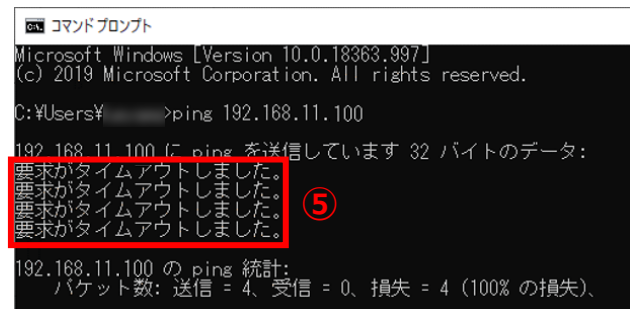 コマンド プロンプト
Microsoft Windows [Version 10.0.18363.997]
(c) 2019 Microsoft Corporation. All rights reserved.
C:¥Users¥ >ping 192.168.11.100
192.168.11.100 に ping を送信しています 32 バイトのデータ:
要求がタイムアウトしました。
要求がタイムアウトしました。
要求がタイムアウトしました。
要求がタイムアウトしました。
⑤
192.168.11.100 の ping 統計:
パケット数: 送信 = 4、受信 = 0、損失 = 4 (100% の損失)、